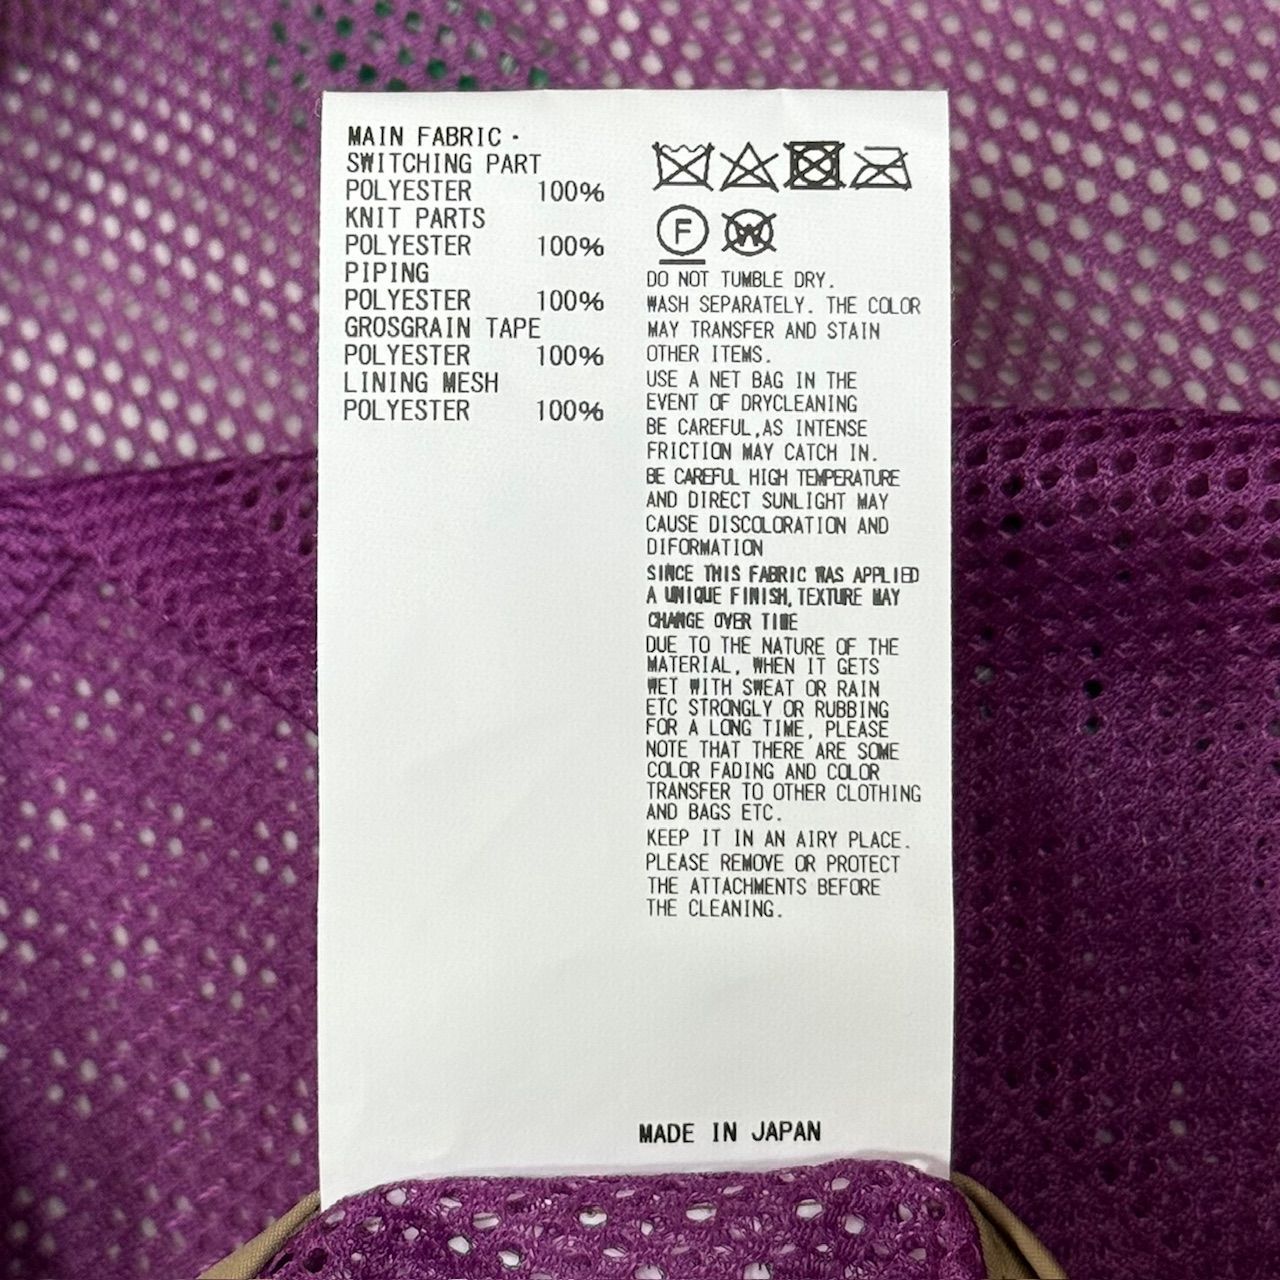 MAIN FABRIC・
SWITCHING PART
POLYESTER 100%
KNIT PARTS
POLYESTER 100%
PIPING
POLYESTER 100%
GROSGRAIN TAPE
POLYESTER 100%
LINING MESH
POLYESTER 100%
F W
DO NOT TUMBLE DRY.
WASH SEPARATELY. THE COLOR
MAY TRANSFER AND STAIN
OTHER ITEMS.
USE A NET BAG IN THE
EVENT OF DRYCLEANING
BE CAREFUL,AS INTENSE
FRICTION MAY CATCH IN.
BE CAREFUL HIGH TEMPERATURE
AND DIRECT SUNLIGHT MAY
CAUSE DISCOLORATION AND
DIFORMATION
SINCE THIS FABRIC WAS APPLIED
A UNIQUE FINISH, TEXTURE MAY
CHANGE OVER TIME
DUE TO THE NATURE OF THE
MATERIAL, WHEN IT GETS
WET WITH SWEAT OR RAIN
ETC STRONGLY OR RUBBING
FOR A LONG TIME, PLEASE
NOTE THAT THERE ARE SOME
COLOR FADING AND COLOR
TRANSFER TO OTHER CLOTHING
AND BAGS ETC.
KEEP IT IN AN AIRY PLACE.
PLEASE REMOVE OR PROTECT
THE ATTACHMENTS BEFORE
THE CLEANING.
MADE IN JAPAN